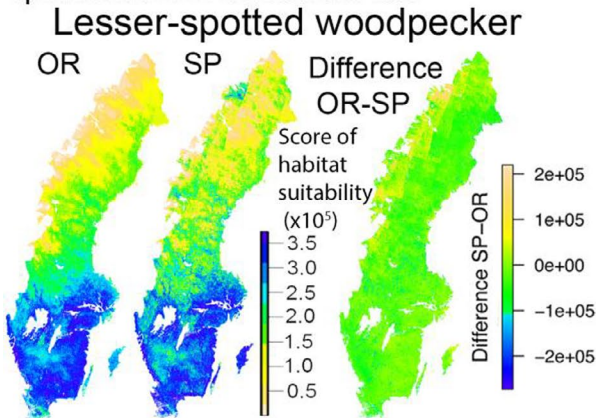 Lesser-spotted woodpecker
OR
SP
Difference
OR-SP
Score of
habitat
suitability
(x10⁵)
3.5
3.0
2.5
2.0
1.5
1.0
0.5
Difference SP–OR
2e+05
1e+05
0e+00
−1e+05
−2e+05